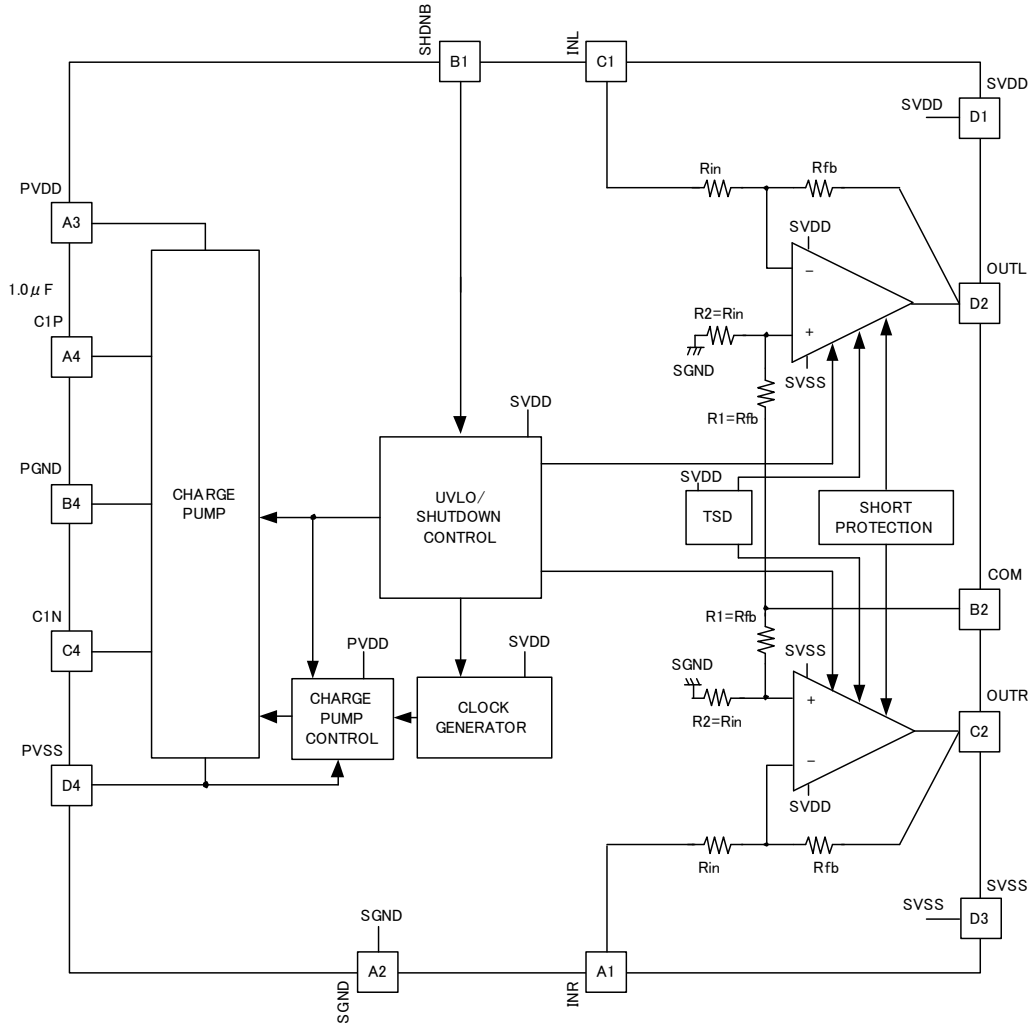 SHDNB
B1
INL
C1
SVDD
SVDD
D1
PVDD
A3
Rin
Rfb
SVDD
−
OUTL
D2
1.0μF
C1P
A4
R2=Rin
SGND
+
SVSS
R1=Rfb
SVDD
PGND
B4
CHARGE
PUMP
UVLO/
SHUTDOWN
CONTROL
SVDD
TSD
SHORT
PROTECTION
COM
B2
C1N
C4
R1=Rfb
PVDD
SVDD
SGND
SVSS
R2=Rin
+
OUTR
C2
CHARGE
PUMP
CONTROL
CLOCK
GENERATOR
PVSS
D4
−
SVDD
Rin
Rfb
SVSS
SVSS
D3
SGND
A2
SGND
INR
A1